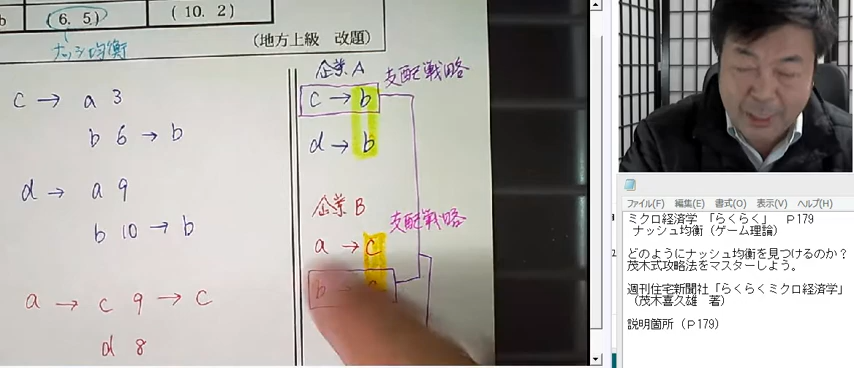 b (6. 5) (10. 2)
ナッシュ均衡
(地方上級 改題)
c → a 3
b 6 → b
d → a 9
b 10 → b
a → c 9 → c
d 8
企業A 支配戦略
c → b
d → b
企業B 支配戦略
a → c
b →
ファイル(F) 編集(E) 書式(O) 表示(V) ヘルプ(H)
ミクロ経済学 「らくらく」 P179
ナッシュ均衡（ゲーム理論）
どのようにナッシュ均衡を見つけるのか？
茂木式攻略法をマスターしよう。
週刊住宅新聞社「らくらくミクロ経済学」
（茂木喜久雄 著）
説明箇所（P179）